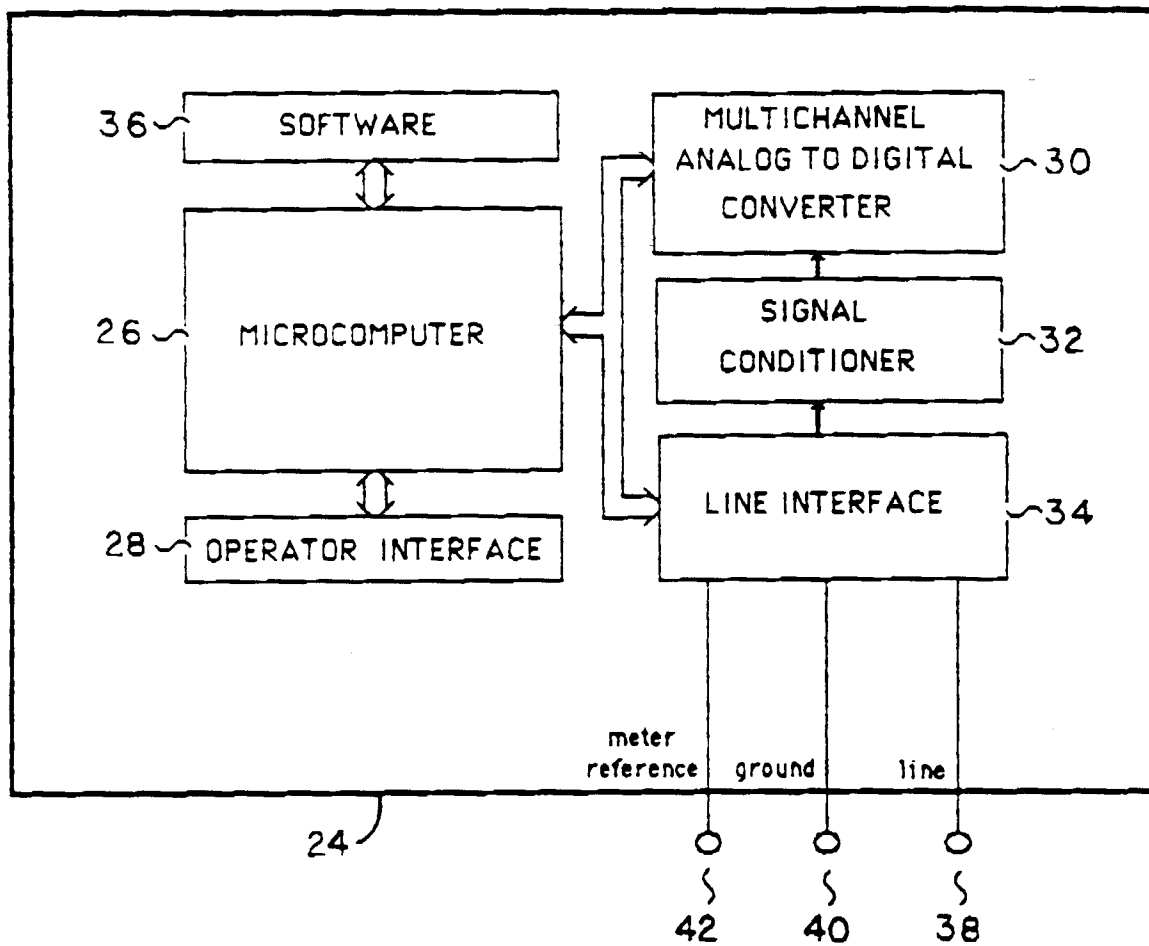 36
SOFTWARE
26
MICROCOMPUTER
28
OPERATOR INTERFACE
MULTICHANNEL
ANALOG TO DIGITAL
CONVERTER
30
SIGNAL
CONDITIONER
32
LINE INTERFACE
34
meter
reference
ground
line
24
42
40
38